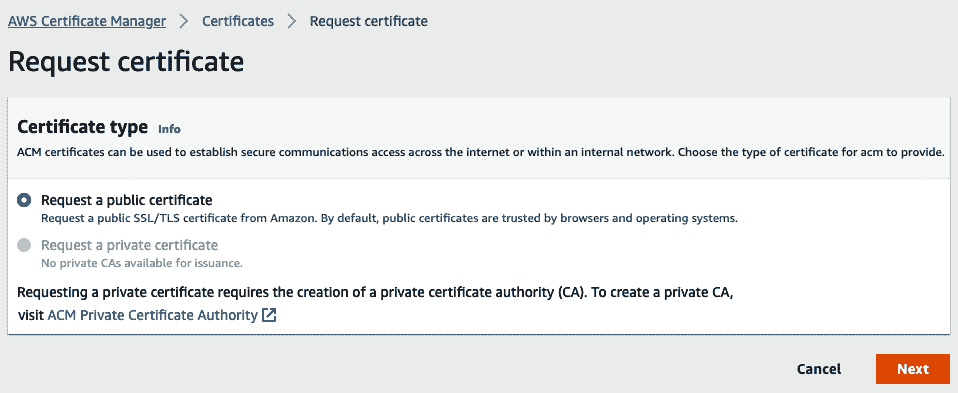 AWS Certificate Manager > Certificates > Request certificate
Request certificate
Certificate type Info
ACM certificates can be used to establish secure communications access across the internet or within an internal network. Choose the type of certificate for acm to provide.
Request a public certificate
Request a public SSL/TLS certificate from Amazon. By default, public certificates are trusted by browsers and operating systems.
Request a private certificate
No private CAs available for issuance.
Requesting a private certificate requires the creation of a private certificate authority (CA). To create a private CA,
visit ACM Private Certificate Authority
Cancel Next